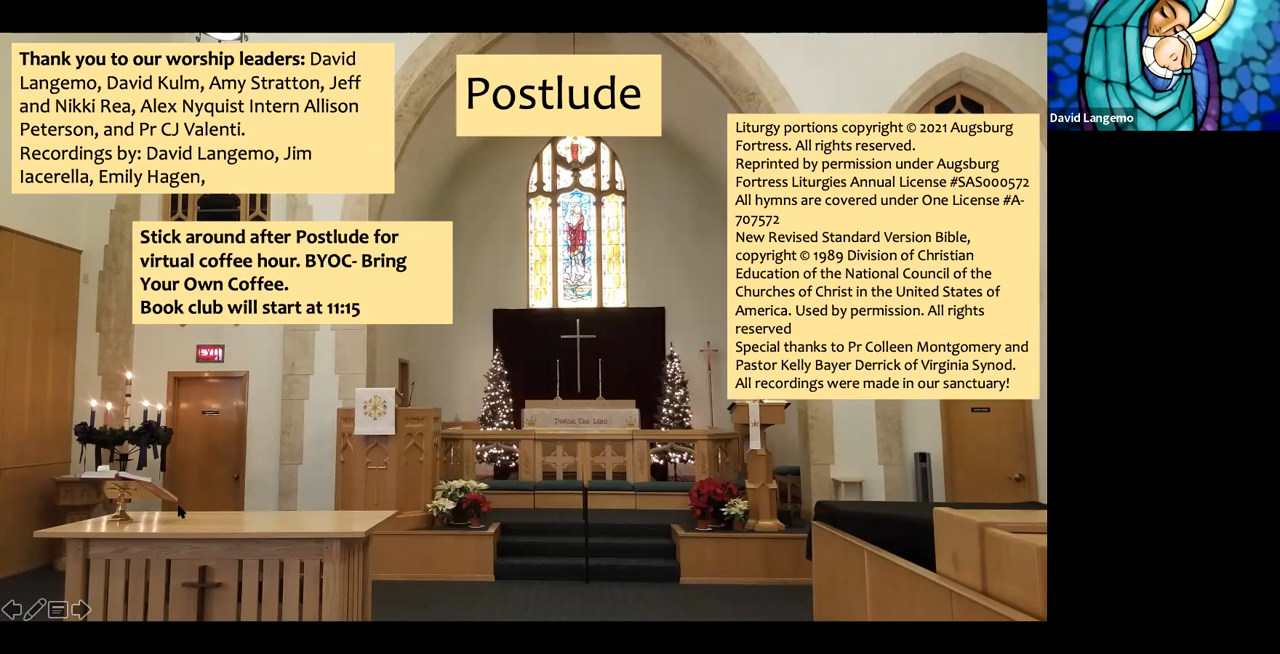 Thank you to our worship leaders: David
Langemo, David Kulm, Amy Stratton, Jeff
and Nikki Rea, Alex Nyquist Intern Allison
Peterson, and Pr CJ Valenti.
Recordings by: David Langemo, Jim
Iacerella, Emily Hagen,
Postlude
Stick around after Postlude for
virtual coffee hour. BYOC- Bring
Your Own Coffee.
Book club will start at 11:15
Liturgy portions copyright © 2021 Augsburg
Fortress. All rights reserved.
Reprinted by permission under Augsburg
Fortress Liturgies Annual License #SAS000572
All hymns are covered under One License #A-
707572
New Revised Standard Version Bible,
copyright © 1989 Division of Christian
Education of the National Council of the
Churches of Christ in the United States of
America. Used by permission. All rights
reserved
Special thanks to Pr Colleen Montgomery and
Pastor Kelly Bayer Derrick of Virginia Synod.
All recordings were made in our sanctuary!
David Langemo
EXIT
Praise The Lord